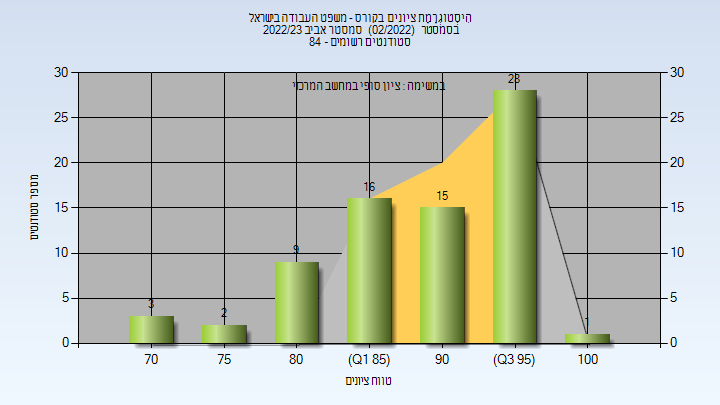 היסטוגרמת ציונים בקורס - משפט העבודה בישראל
בסמסטר (02/2022) סמסטר אביב 2022/23
סטודנטים רשומים - 84
במשימה : ציון סופי במחשב המרכזי
מספר סטודנטים
30 30
25 25
20 20
15 15
10 10
5 5
0 0
3 2 9 16 15 28 1
70 75 80 (Q1 85) 90 (Q3 95) 100
טווח ציונים